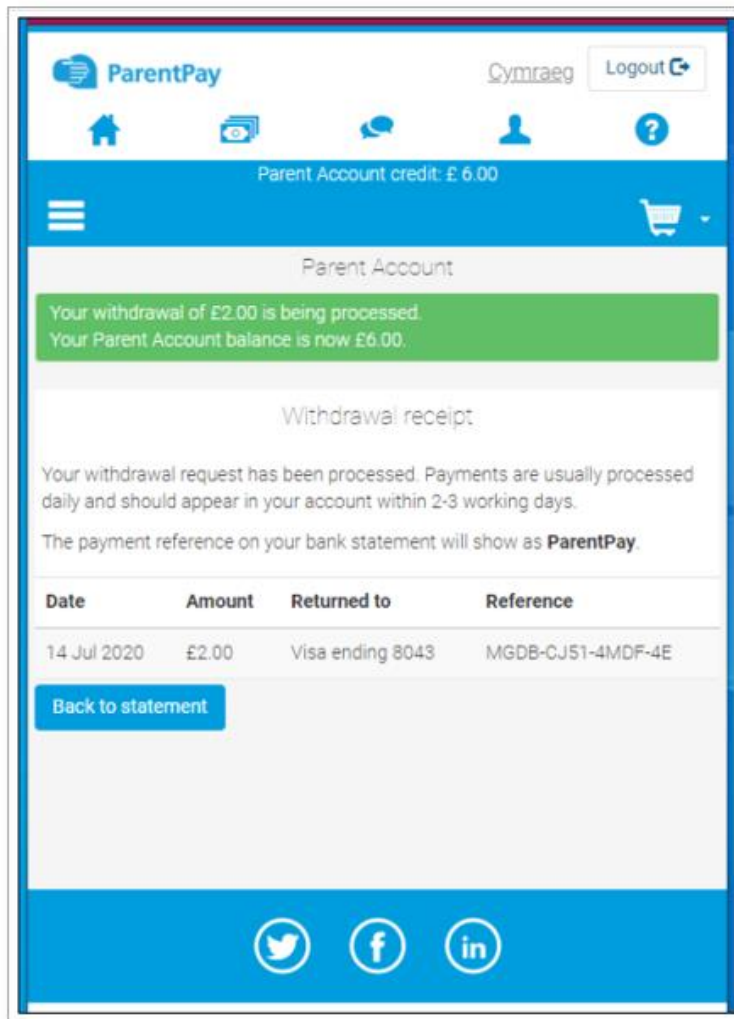 ParentPay
Cymraeg
Logout
Parent Account credit: £ 6.00
Parent Account
Your withdrawal of £2.00 is being processed.
Your Parent Account balance is now £6.00.
Withdrawal receipt
Your withdrawal request has been processed. Payments are usually processed
daily and should appear in your account within 2-3 working days.
The payment reference on your bank statement will show as ParentPay.
Date Amount Returned to Reference
14 Jul 2020 £2.00 Visa ending 8043 MGDB-CJ51-4MDF-4E
Back to statement